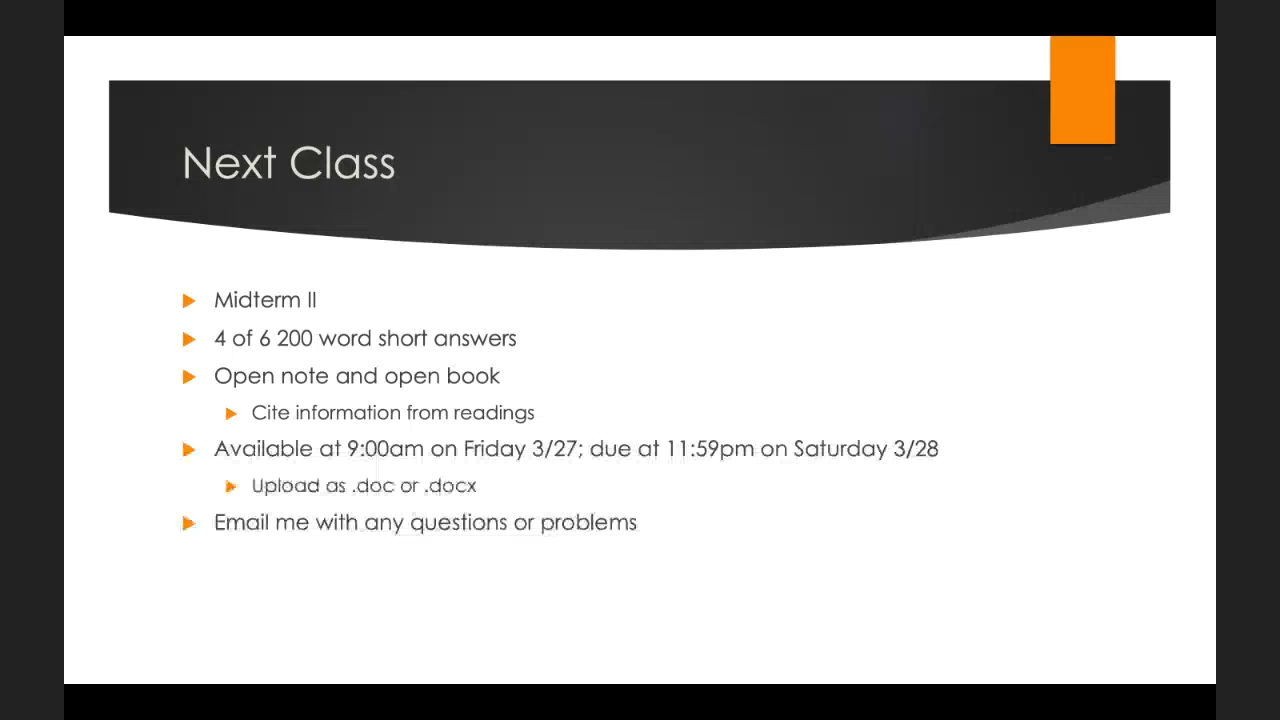 Next Class
Midterm II
4 of 6 200 word short answers
Open note and open book
Cite information from readings
Available at 9:00am on Friday 3/27; due at 11:59pm on Saturday 3/28
Upload as .doc or .docx
Email me with any questions or problems